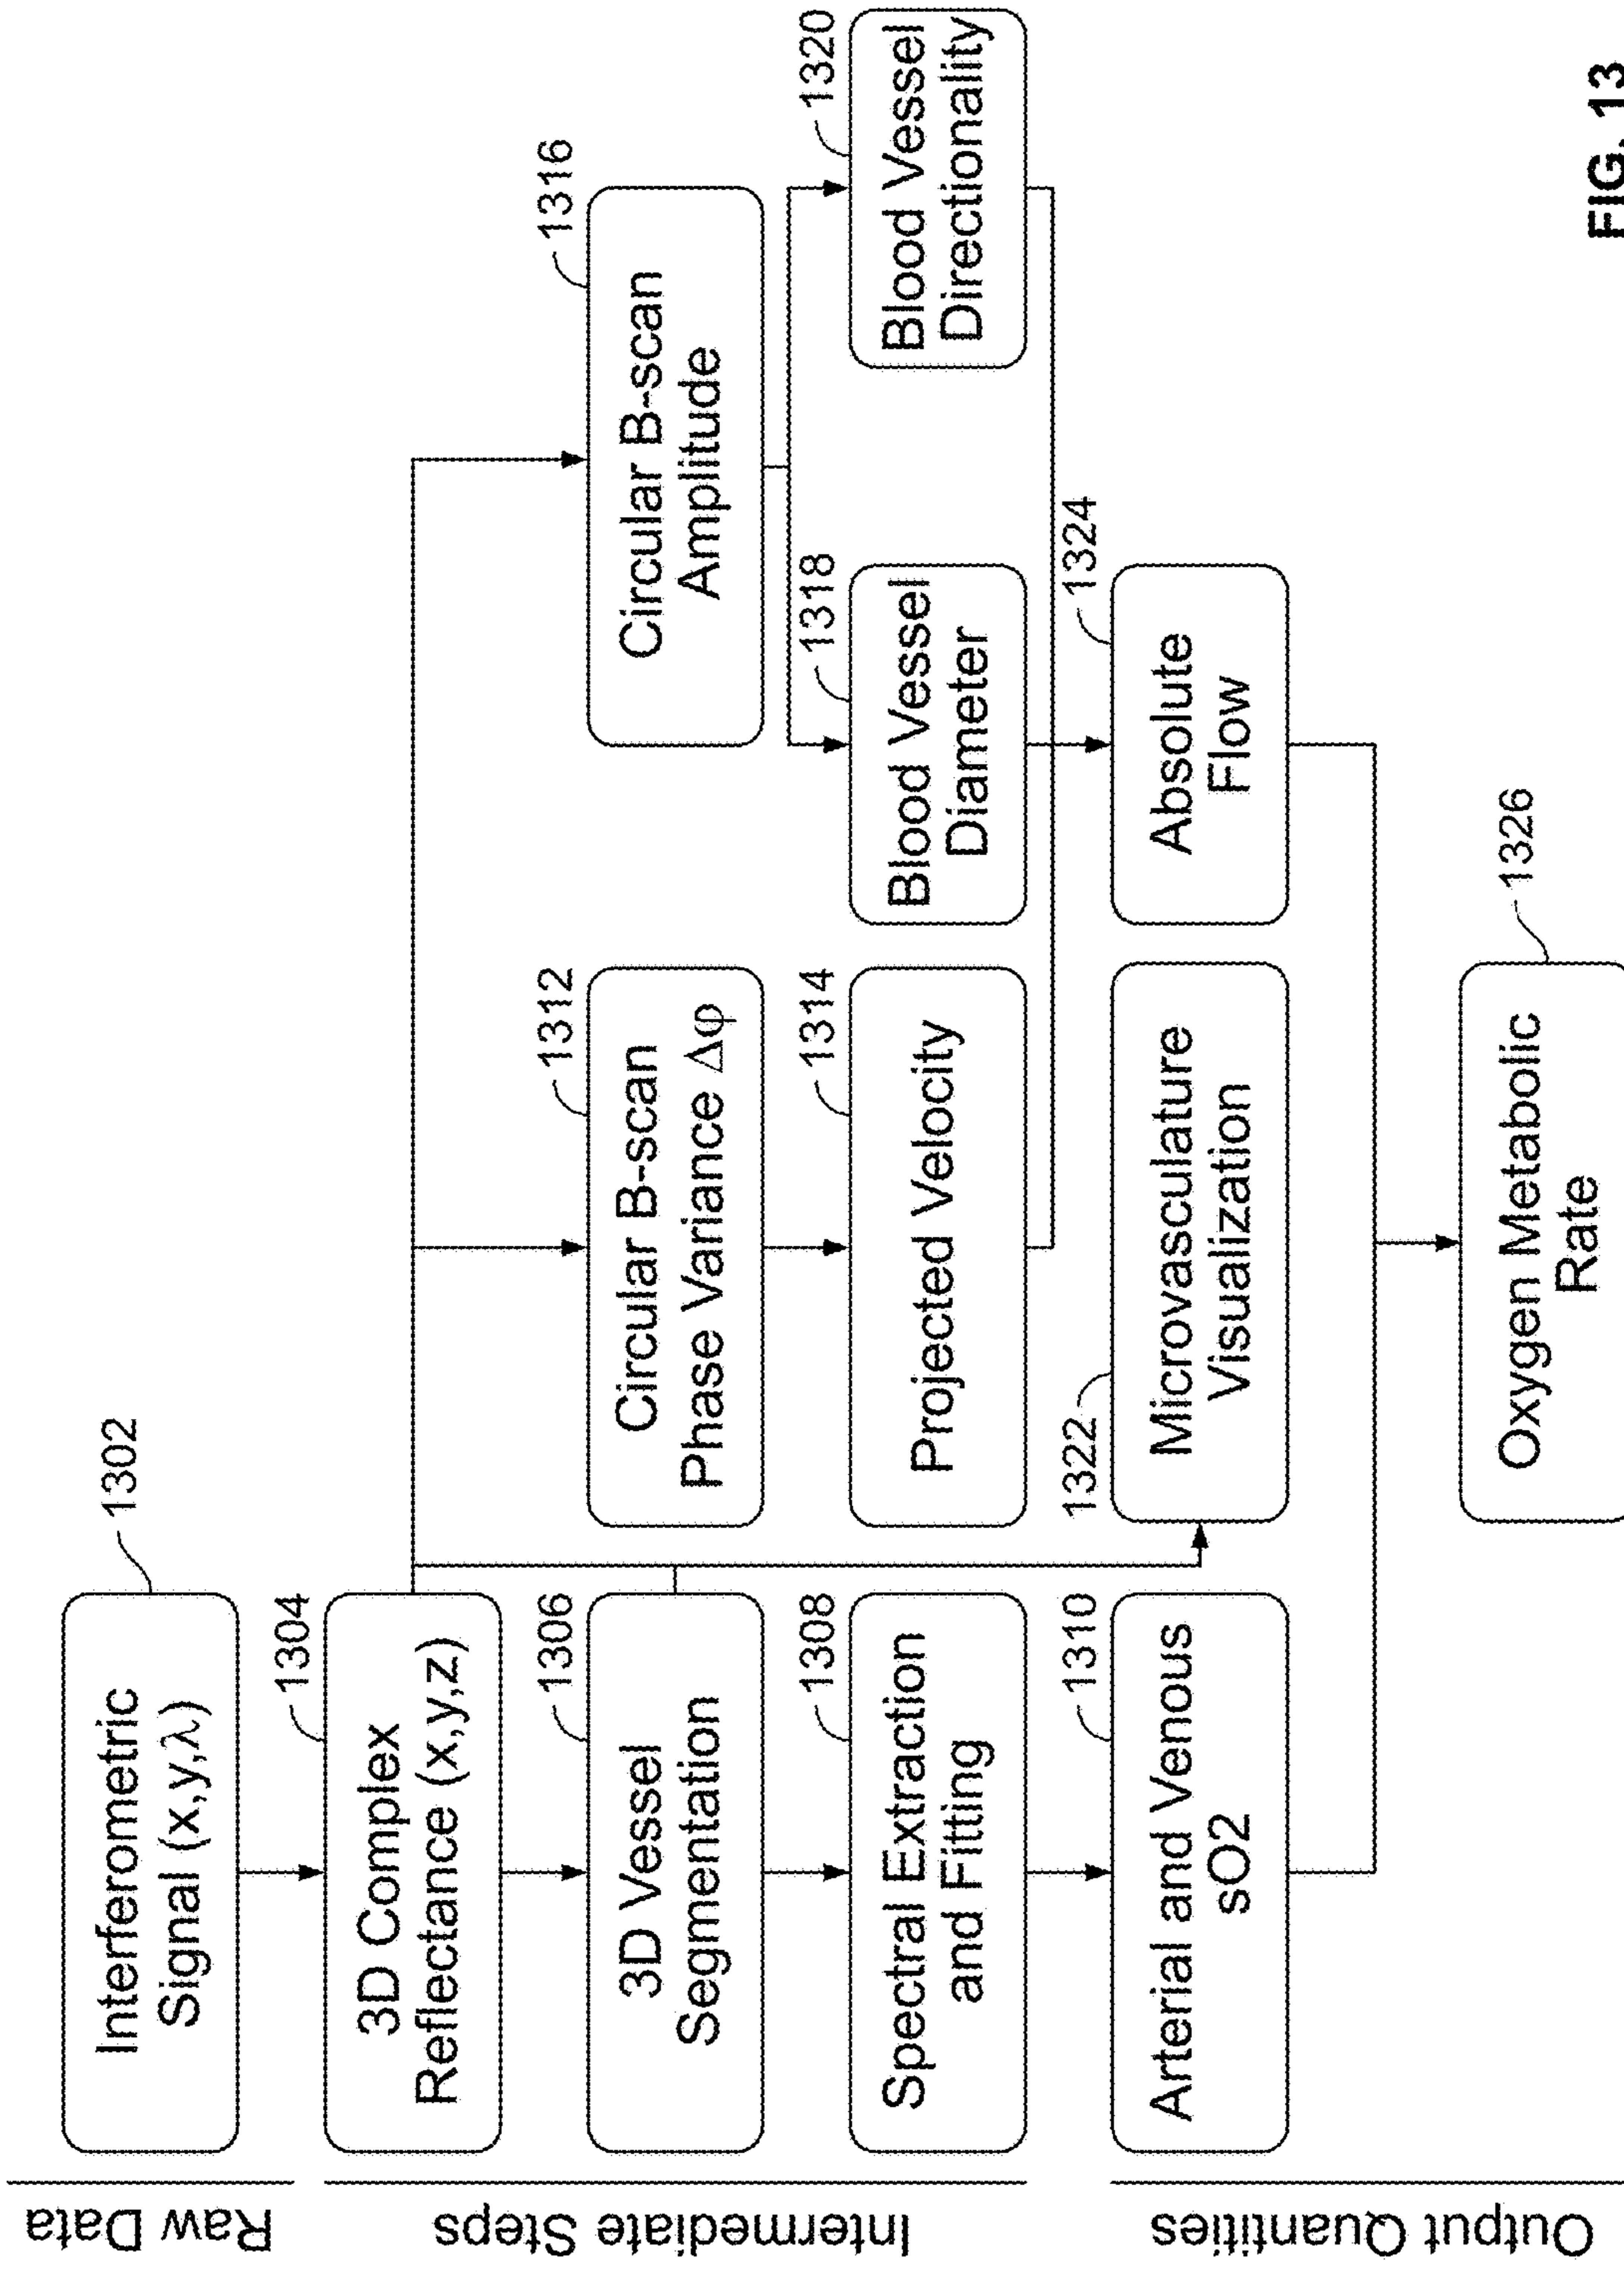 Raw Data
Intermediate Steps
Output Quantities
1302
Interferometric
Signal (x,y,λ)
1304
3D Complex
Reflectance (x,y,z)
1306
3D Vessel
Segmentation
1308
Spectral Extraction
and Fitting
1310
Arterial and Venous
sO2
1312
Circular B-scan
Phase Variance Δφ
1314
Projected Velocity
1316
Circular B-scan
Amplitude
1318
Blood Vessel
Diameter
1320
Blood Vessel
Directionality
1322
Microvasculature
Visualization
1324
Absolute
Flow
1326
Oxygen Metabolic
Rate
FIG. 13